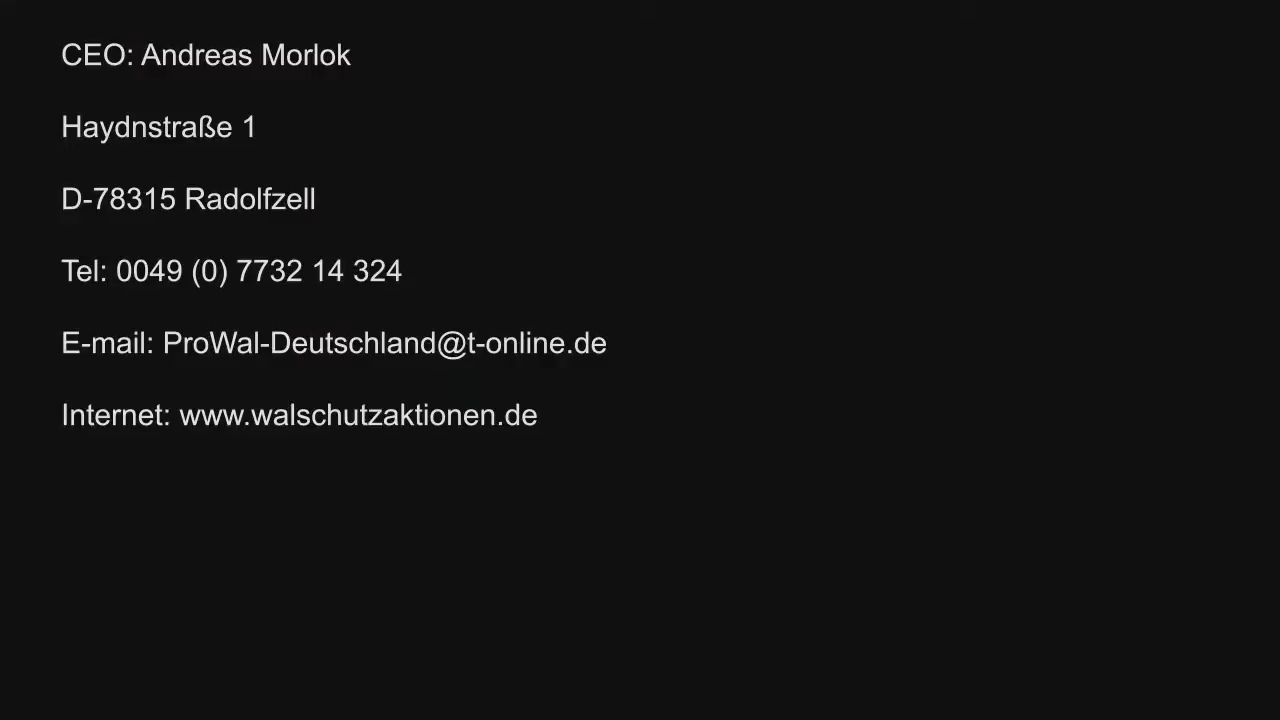 CEO: Andreas Morlok
Haydnstraße 1
D-78315 Radolfzell
Tel: 0049 (0) 7732 14 324
E-mail: ProWal-Deutschland@t-online.de
Internet: www.walschutzaktionen.de